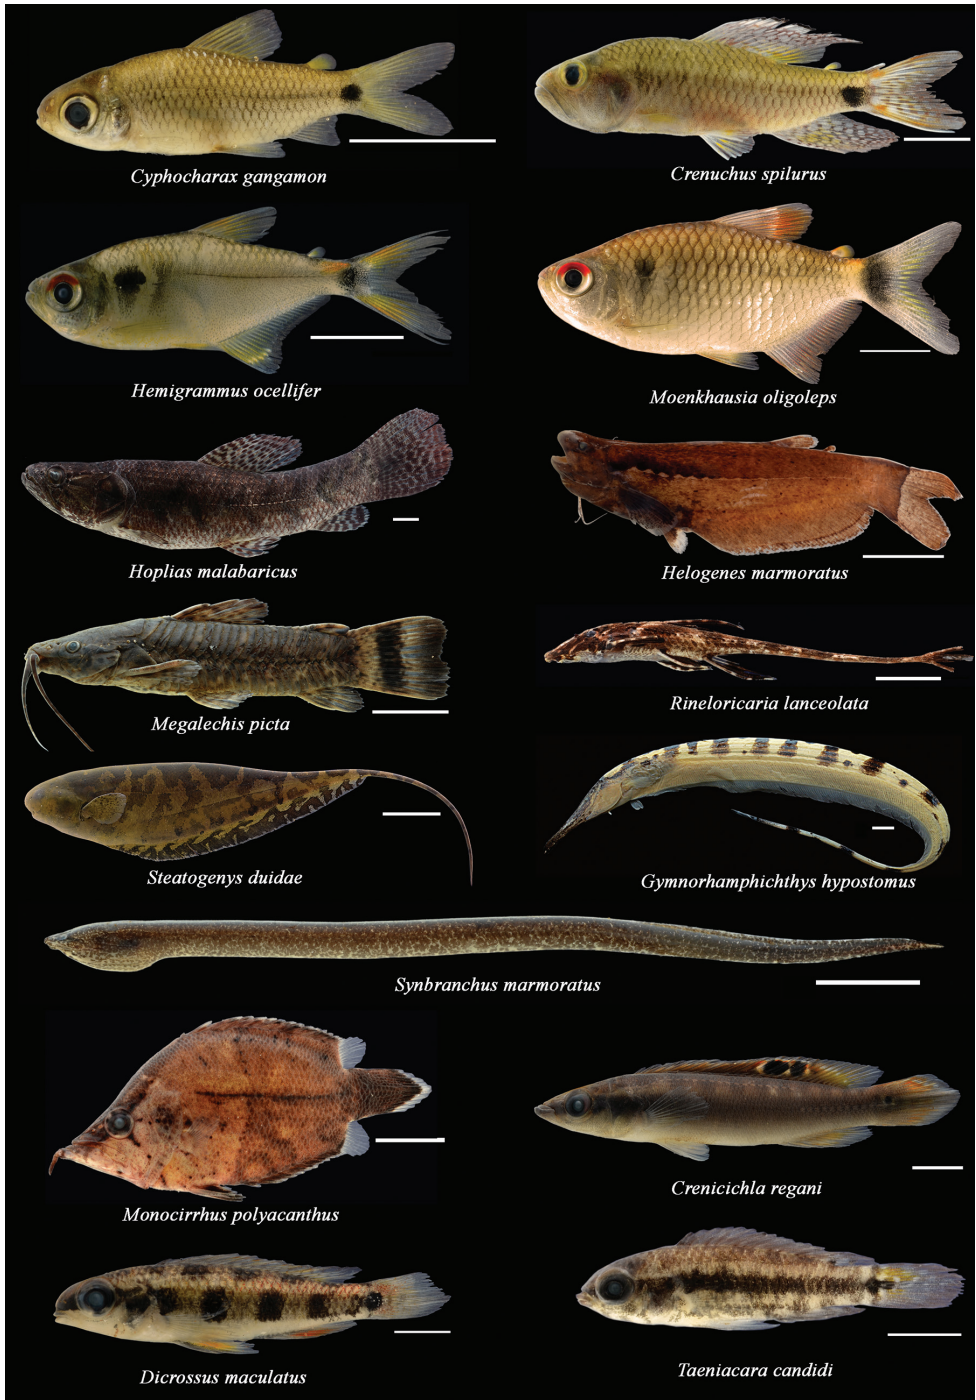 Cyphocharax gangamon
Crenuchus spilurus
Hemigrammus ocellifer
Moenkhausia oligoleps
Hoplias malabaricus
Helogenes marmoratus
Megalechis picta
Rineloricaria lanceolata
Steatogenys duidae
Gymnorhamphichthys hypostomus
Synbranchus marmoratus
Monocirrhus polyacanthus
Crenicichla regani
Dicrossus maculatus
Taeniacara candidi